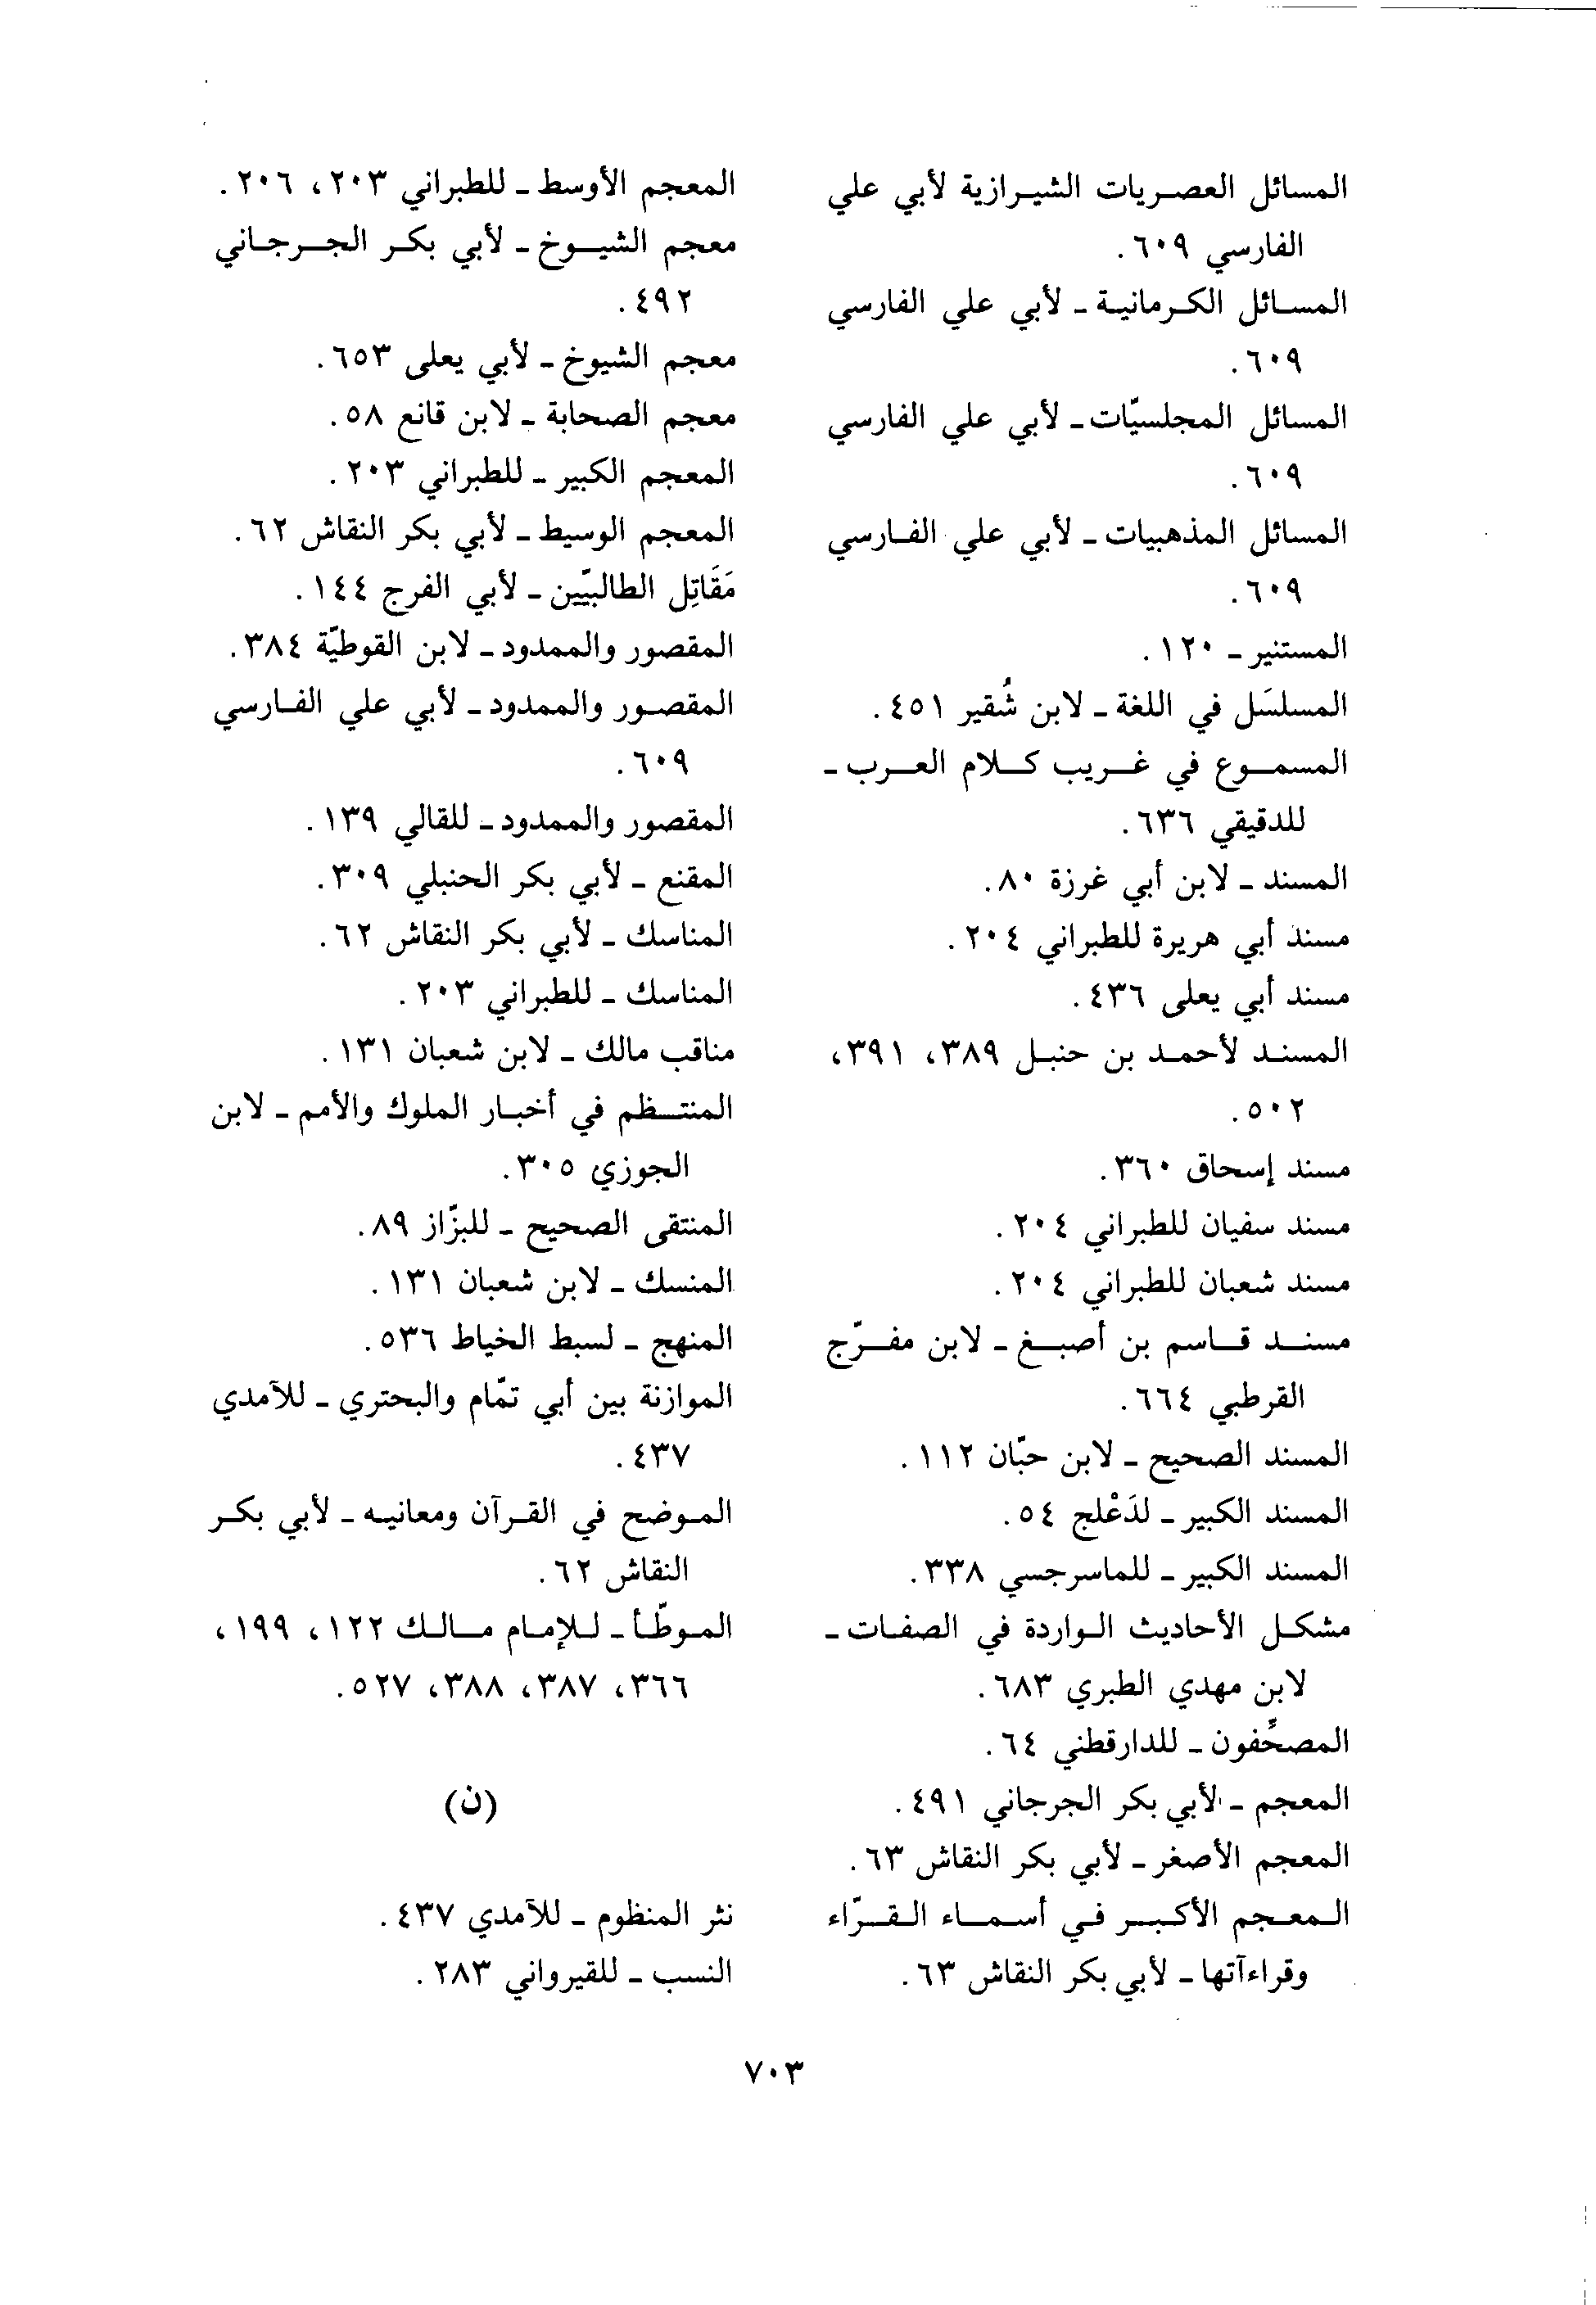 المسائل العصريات الشيرازية لأبي علي
الفارسي ٦٠٩.
المسائل الكرمانية ـ لأبي علي الفارسي
٦٠٩.
المسائل المجلسيّات ـ لأبي علي الفارسي
٦٠٩.
المسائل المذهبيات ـ لأبي علي الفارسي
٦٠٩.
المستنير ـ ١٢٠.
المسلسَل في اللغة ـ لابن شُقير ٤٥١.
المسموع في غريب كلام العرب ـ
للدقيقي ٦٣٦.
المسند ـ لابن أبي غرزة ٨٠.
مسند أبي هريرة للطبراني ٢٠٤.
مسند أبي يعلى ٤٣٦.
المسند لأحمد بن حنبل ٣٨٩، ٣٩١،
٥٠٢.
مسند إسحاق ٣٦٠.
مسند سفيان للطبراني ٢٠٤.
مسند شعبان للطبراني ٢٠٤.
مسند قاسم بن أصبغ ـ لابن مفرّج
القرطبي ٦٦٤.
المسند الصحيح ـ لابن حبّان ١١٢.
المسند الكبير ـ لدَعْلج ٥٤.
المسند الكبير ـ للماسرجسي ٣٣٨.
مشكل الأحاديث الواردة في الصفات ـ
لابن مهدي الطبري ٦٨٣.
المصحِّفون ـ للدارقطني ٦٤.
المعجم ـ لأبي بكر الجرجاني ٤٩١.
المعجم الأصغر ـ لأبي بكر النقاش ٦٣.
المعجم الأكبر في أسماء القرّاء
وقراءآتها ـ لأبي بكر النقاش ٦٣.
المعجم الأوسط ـ للطبراني ٢٠٣، ٢٠٦.
معجم الشيوخ ـ لأبي بكر الجرجاني
٤٩٢.
معجم الشيوخ ـ لأبي يعلى ٦٥٣.
معجم الصحابة ـ لابن قانع ٥٨.
المعجم الكبير ـ للطبراني ٢٠٣.
المعجم الوسيط ـ لأبي بكر النقاش ٦٢.
مَقَاتِل الطالبيّين ـ لأبي الفرج ١٤٤.
المقصور والممدود ـ لابن القوطيّة ٣٨٤.
المقصور والممدود ـ لأبي علي الفارسي
٦٠٩.
المقصور والممدود ـ للقالي ١٣٩.
المقنع ـ لأبي بكر الحنبلي ٣٠٩.
المناسك ـ لأبي بكر النقاش ٦٢.
المناسك ـ للطبراني ٢٠٣.
مناقب مالك ـ لابن شعبان ١٣١.
المنتظم في أخبار الملوك والأمم ـ لابن
الجوزي ٣٠٥.
المنتقى الصحيح ـ للبزّاز ٨٩.
المنسك ـ لابن شعبان ١٣١.
المنهج ـ لسبط الخياط ٥٣٦.
الموازنة بين أبي تمّام والبحتري ـ للآمدي
٤٣٧.
الموضح في القرآن ومعانيه ـ لأبي بكر
النقاش ٦٢.
الموطّأ ـ للإمام مالك ١٢٢، ١٩٩،
٣٦٦، ٣٨٧، ٣٨٨، ٥٢٧.
(ن)
نثر المنظوم ـ للآمدي ٤٣٧.
النسب ـ للقيرواني ٢٨٣.
٧٠٣